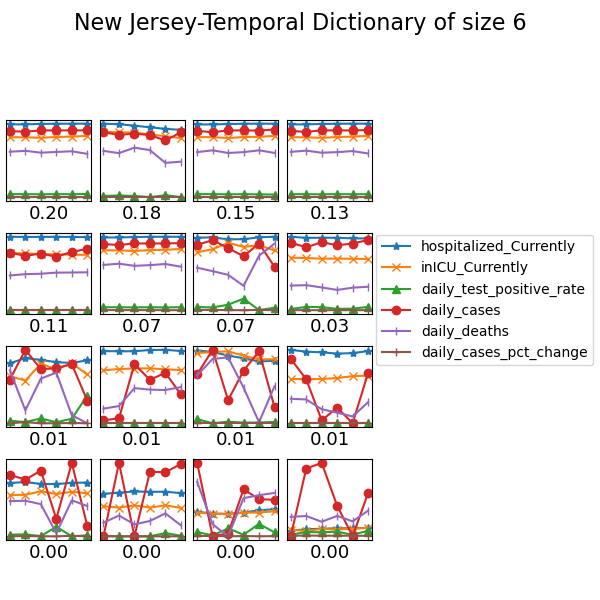 New Jersey-Temporal Dictionary of size 6
0.20 0.18 0.15 0.13
0.11 0.07 0.07 0.03
hospitalized_Currently
inICU_Currently
daily_test_positive_rate
daily_cases
daily_deaths
daily_cases_pct_change
0.01 0.01 0.01 0.01
0.00 0.00 0.00 0.00